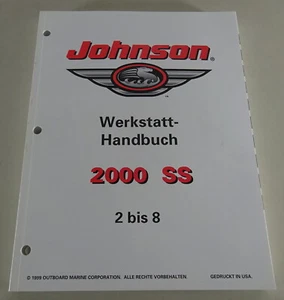 Johnson
Werkstatt-
Handbuch
2000 SS
2 bis 8
© 1999 OUTBOARD MARINE CORPORATION. ALLE RECHTE VORBEHALTEN. GEDRUCKT IN USA.